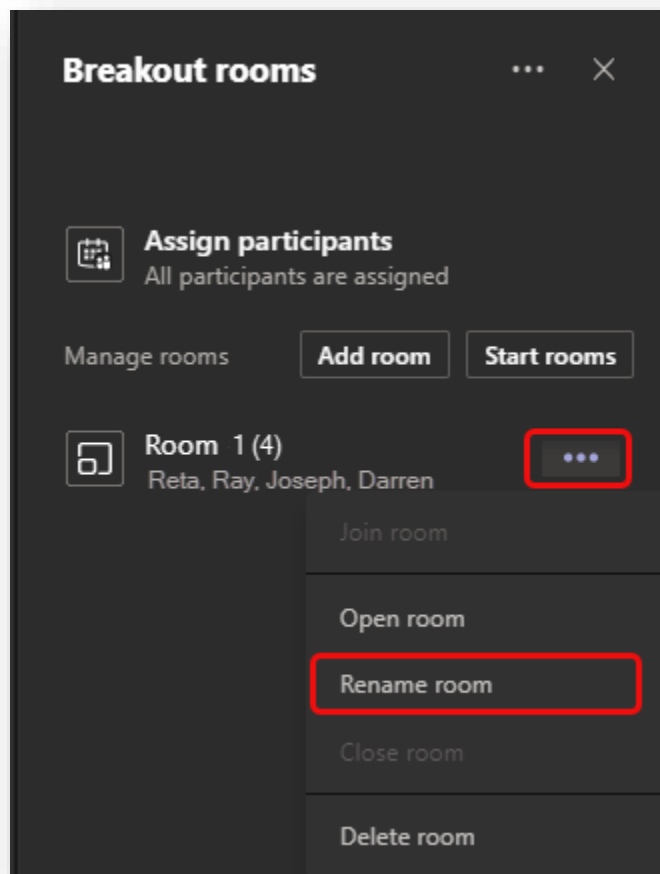 Breakout rooms
Assign participants
All participants are assigned
Manage rooms Add room Start rooms
Room 1 (4)
Reta, Ray, Joseph, Darren
Join room
Open room
Rename room
Close room
Delete room